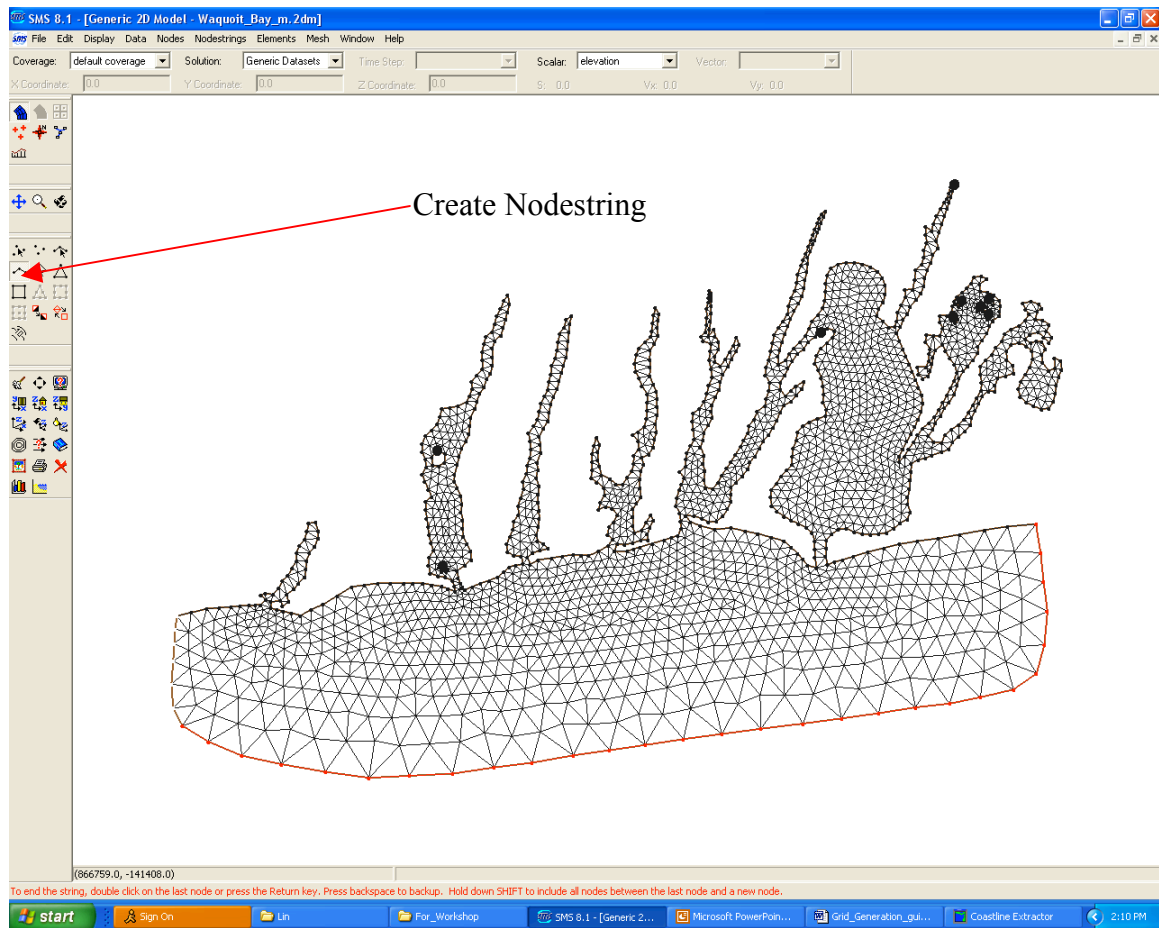 SMS 8.1 - [Generic 2D Model - Waquoit_Bay_m.2dm]
File Edit Display Data Nodes Nodestrings Elements Mesh Window Help
Coverage: default coverage Solution: Generic Datasets Time Step: Scalar: elevation Vector:
X Coordinate: 0.0 Y Coordinate: 0.0 Z Coordinate: 0.0 S: 0.0 Vx: 0.0 Vy: 0.0
Create Nodestring
(866759.0, -141408.0)
To end the string, double click on the last node or press the Return key. Press backspace to backup. Hold down SHIFT to include all nodes between the last node and a new node.
start Sign On Lin For_Workshop SMS 8.1 - [Generic 2... Microsoft PowerPoin... Grid_Generation_gui... Coastline Extractor 2:10 PM